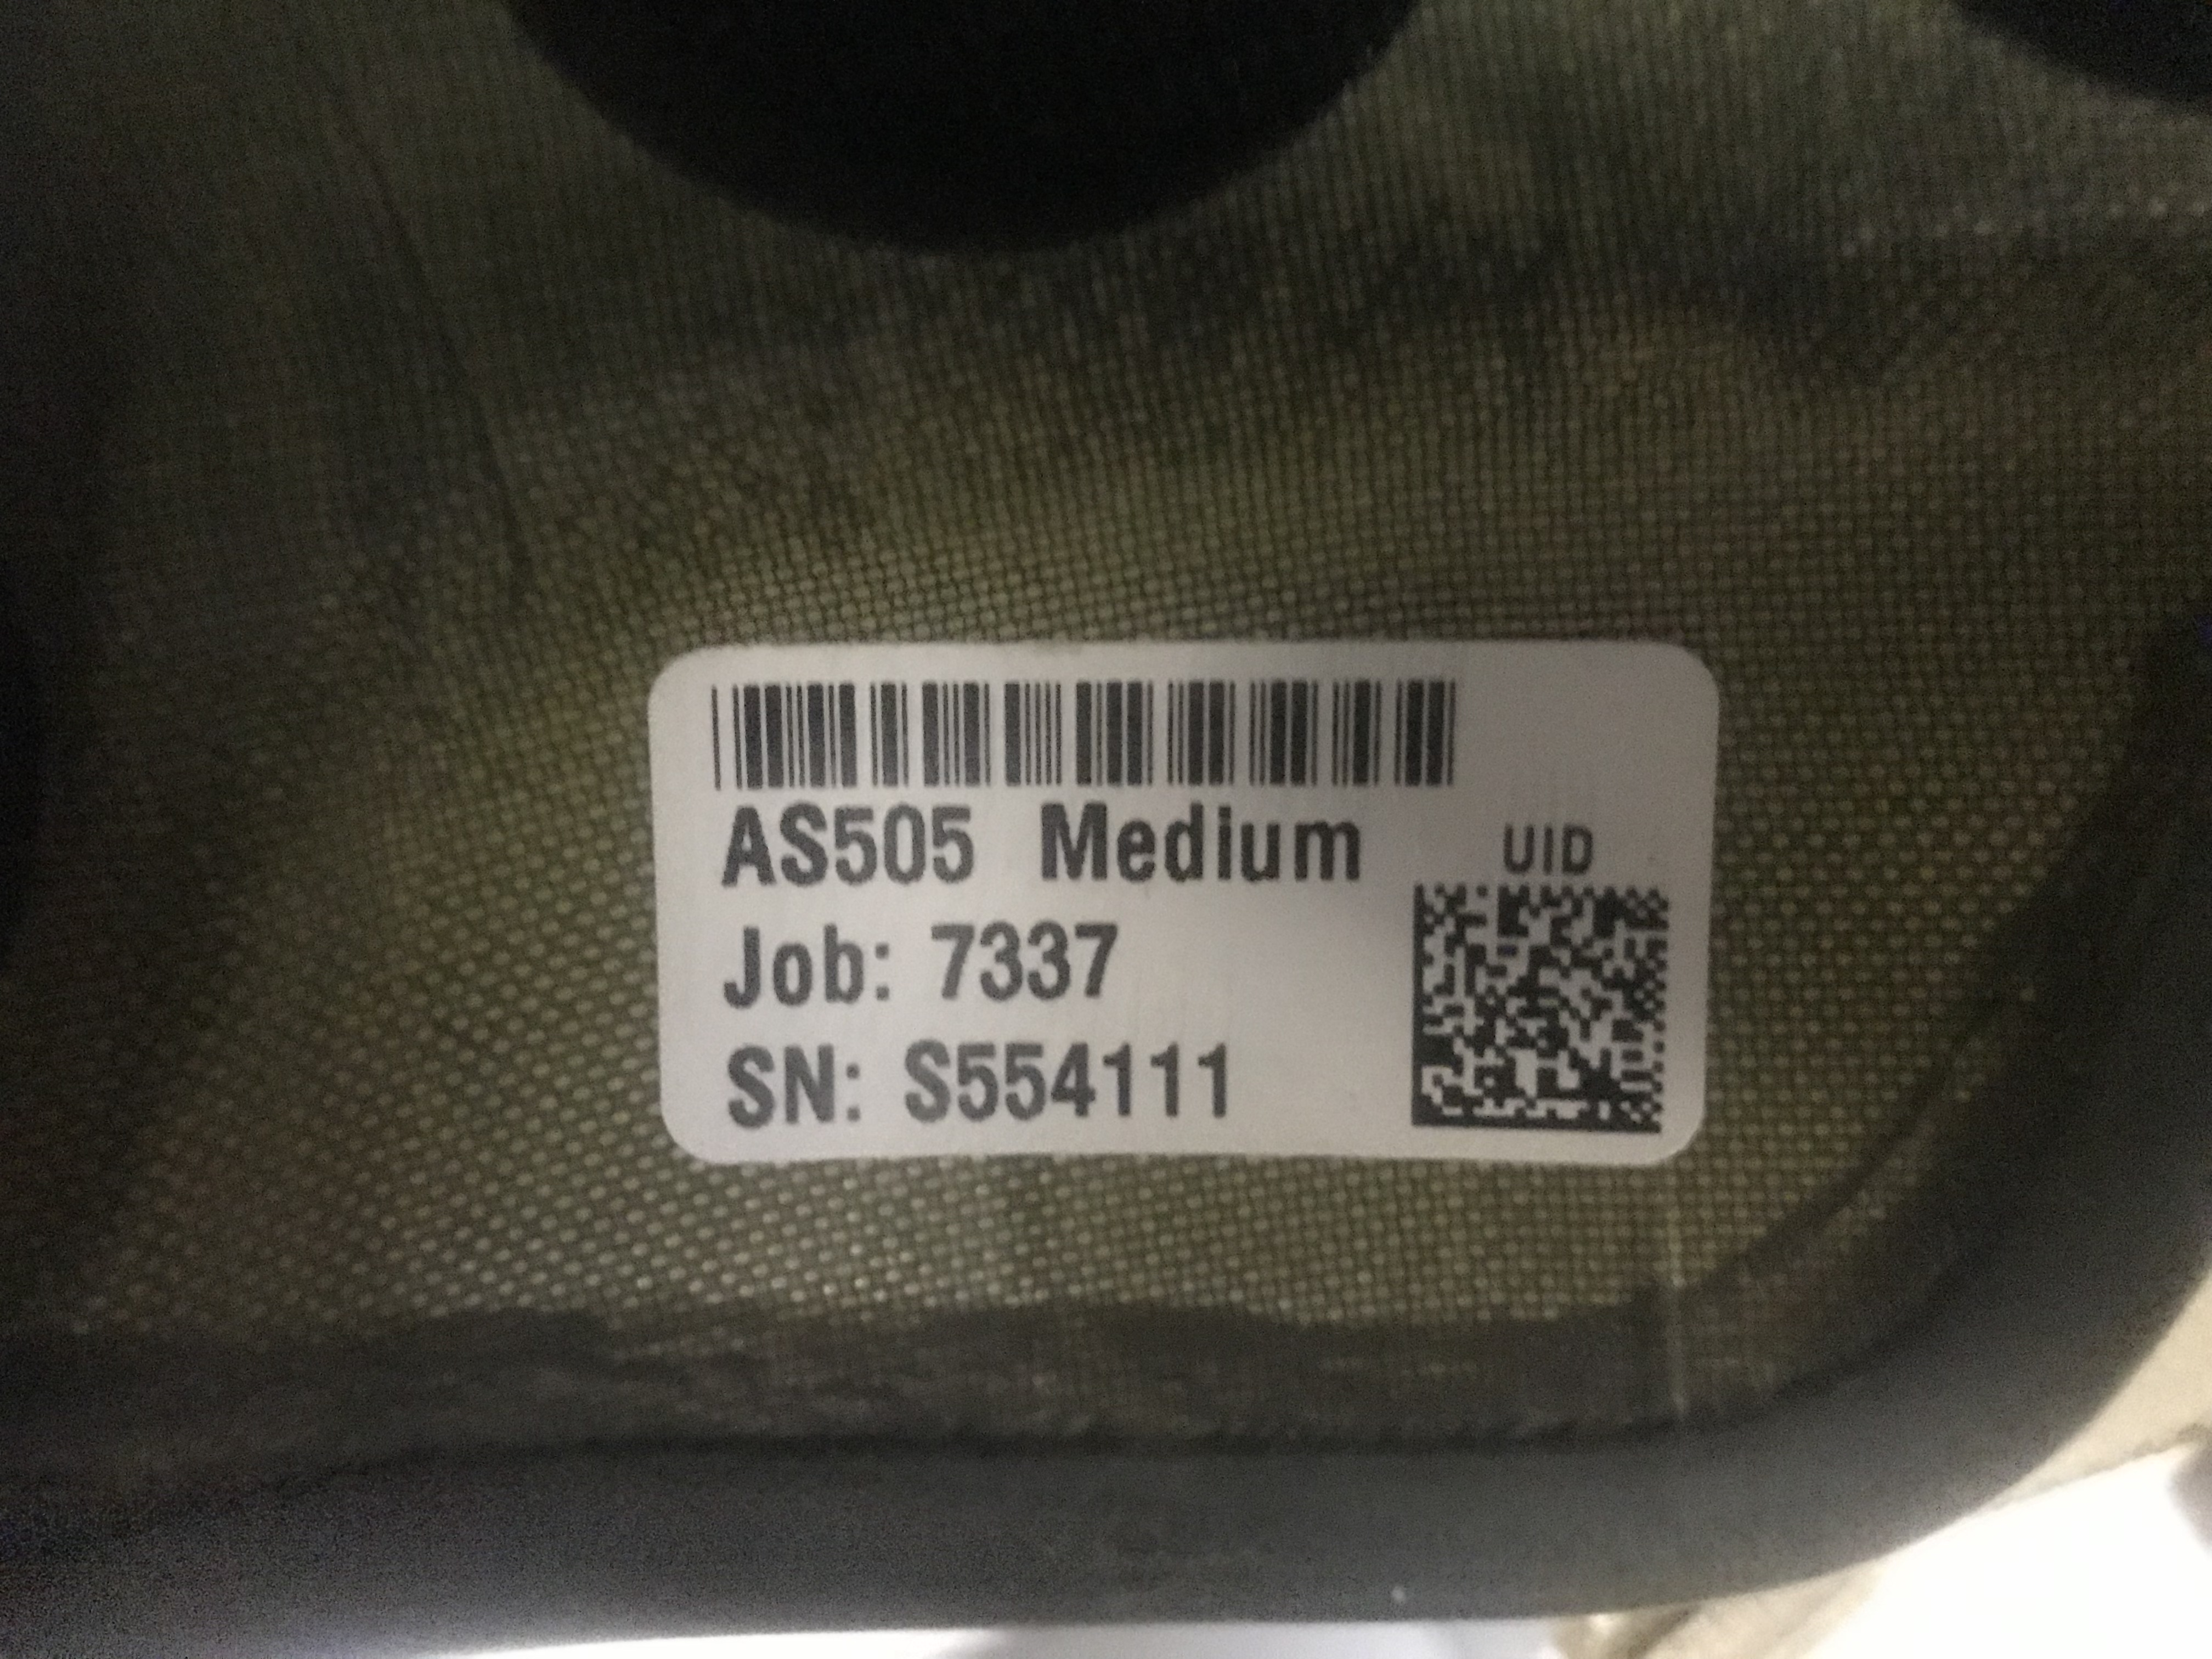 AS505 Medium
UID
Job: 7337
SN: S554111